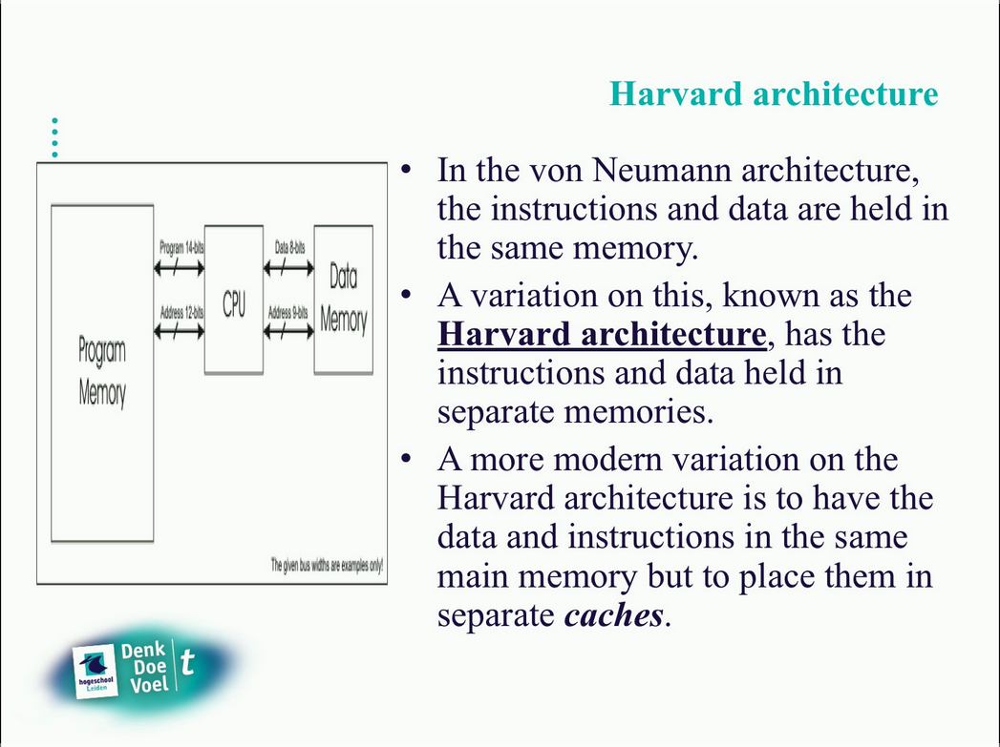 Harvard architecture
Program 14-bits
Address 12-bits
Program
Memory
CPU
Data 8-bits
Address 9-bits
Data
Memory
The given bus widths are examples only!
• In the von Neumann architecture,
the instructions and data are held in
the same memory.
• A variation on this, known as the
Harvard architecture, has the
instructions and data held in
separate memories.
• A more modern variation on the
Harvard architecture is to have the
data and instructions in the same
main memory but to place them in
separate caches.
hogeschool
Leiden
Denk
Doe
Voel
t